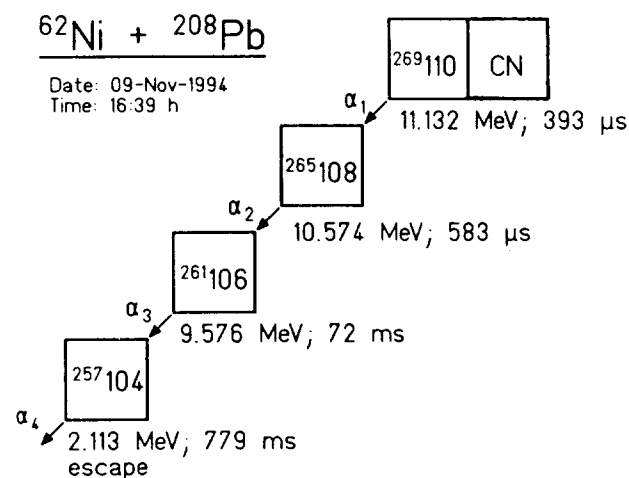 ⁶²Ni + ²⁰⁸Pb
Date: 09-Nov-1994
Time: 16:39 h
²⁶⁹110
CN
α₁
11.132 MeV; 393 µs
²⁶⁵108
α₂
10.574 MeV; 583 µs
²⁶¹106
α₃
9.576 MeV; 72 ms
²⁵⁷104
α₄
2.113 MeV; 779 ms
escape